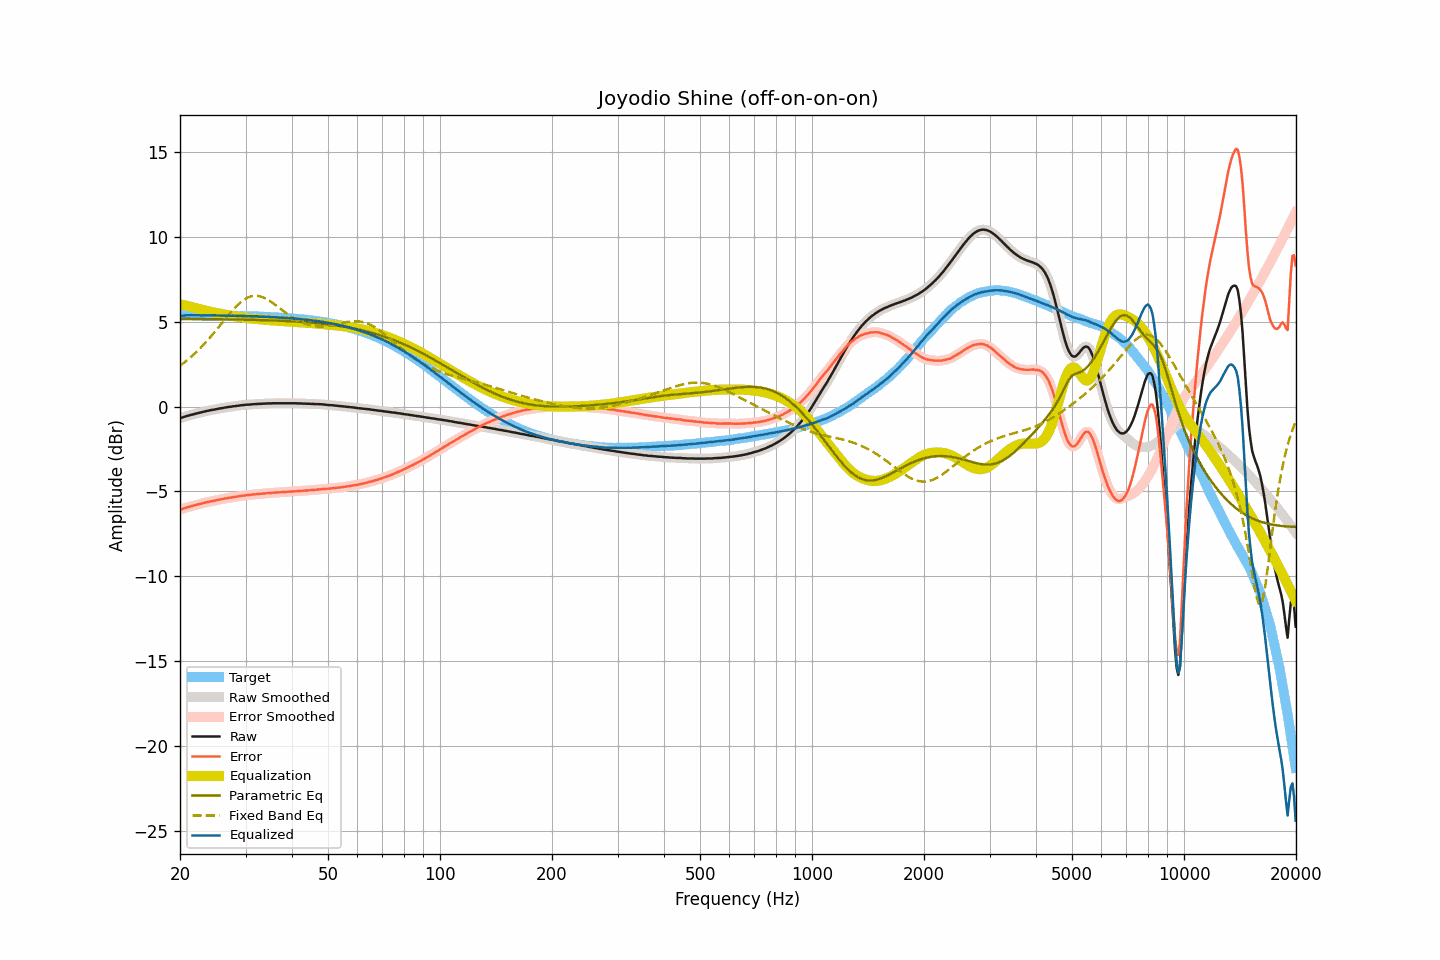 Joyodio Shine (off-on-on-on)
Amplitude (dBr)
15
10
5
0
−5
−10
−15
−20
−25
Target
Raw Smoothed
Error Smoothed
Raw
Error
Equalization
Parametric Eq
Fixed Band Eq
Equalized
20 50 100 200 500 1000 2000 5000 10000 20000
Frequency (Hz)